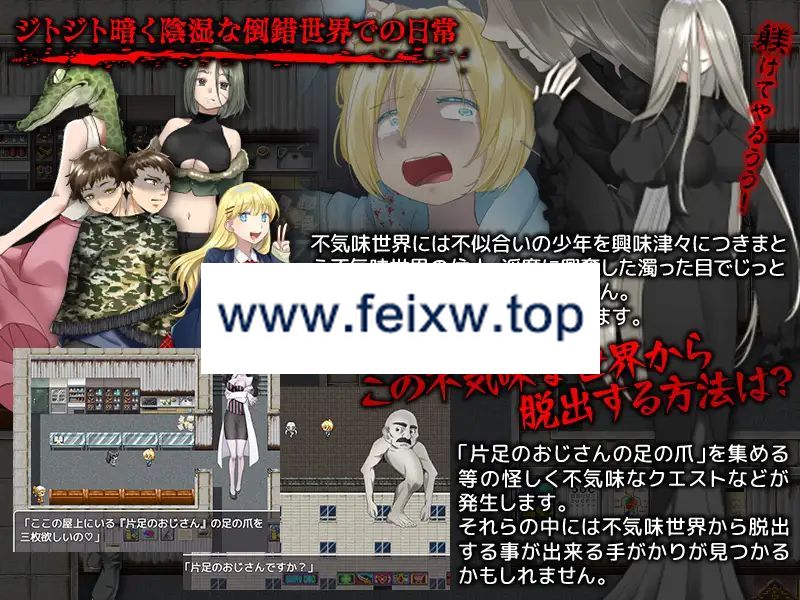 ジトジト暗く陰湿な倒錯世界での日常
躾けてやるうう!
不気味世界には不似合いの少年を興味津々につきまと
った目でじっと
ん。
ます。
www.feixw.top
この不気味な世界から
脱出する方法は?
「片足のおじさんの足の爪」を集める
等の怪しく不気味なクエストなどが
発生します。
それらの中には不気味世界から脱出
する事が出来る手がかりが見つかる
かもしれません。
「ここの屋上にいる『片足のおじさん』の足の爪を
三枚欲しいの♡」
「片足のおじさんですか?」